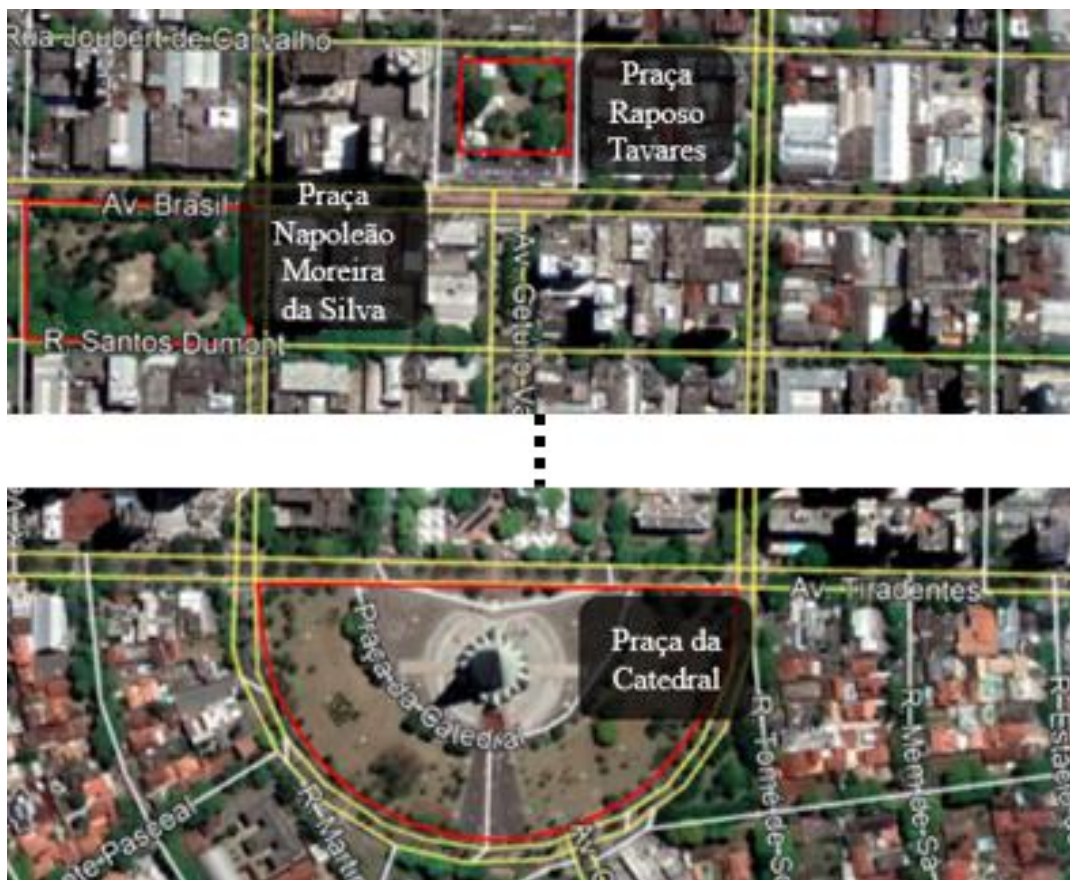 Rua Joubert de Carvalho
Praça
Raposo
Tavares
Av. Brasil
Praça
Napoleão
Moreira
da Silva
Av. Getúlio Va
R. Santos Dumont
Av. Tiradentes
Praça da Catedral
Praça da
Catedral
R. Martin